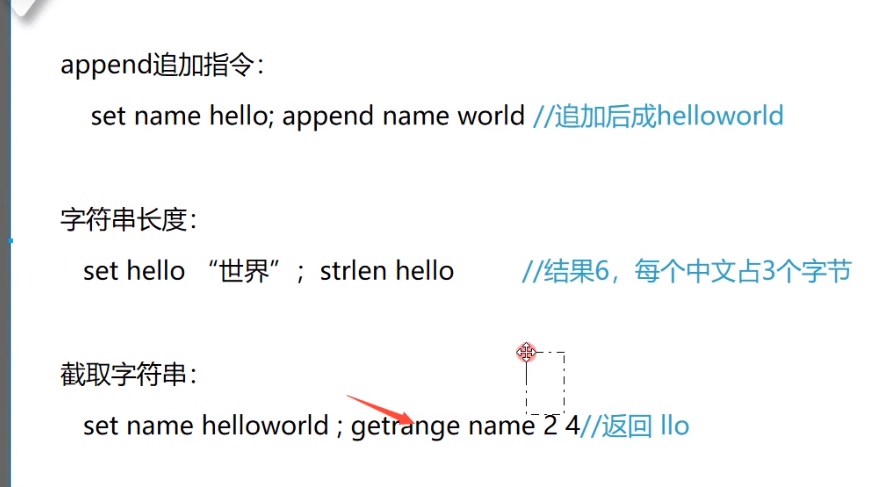 append追加指令：
set name hello; append name world //追加后成helloworld
字符串长度：
set hello “世界”； strlen hello //结果6，每个中文占3个字节
截取字符串：
set name helloworld ; getrange name 2 4//返回 llo